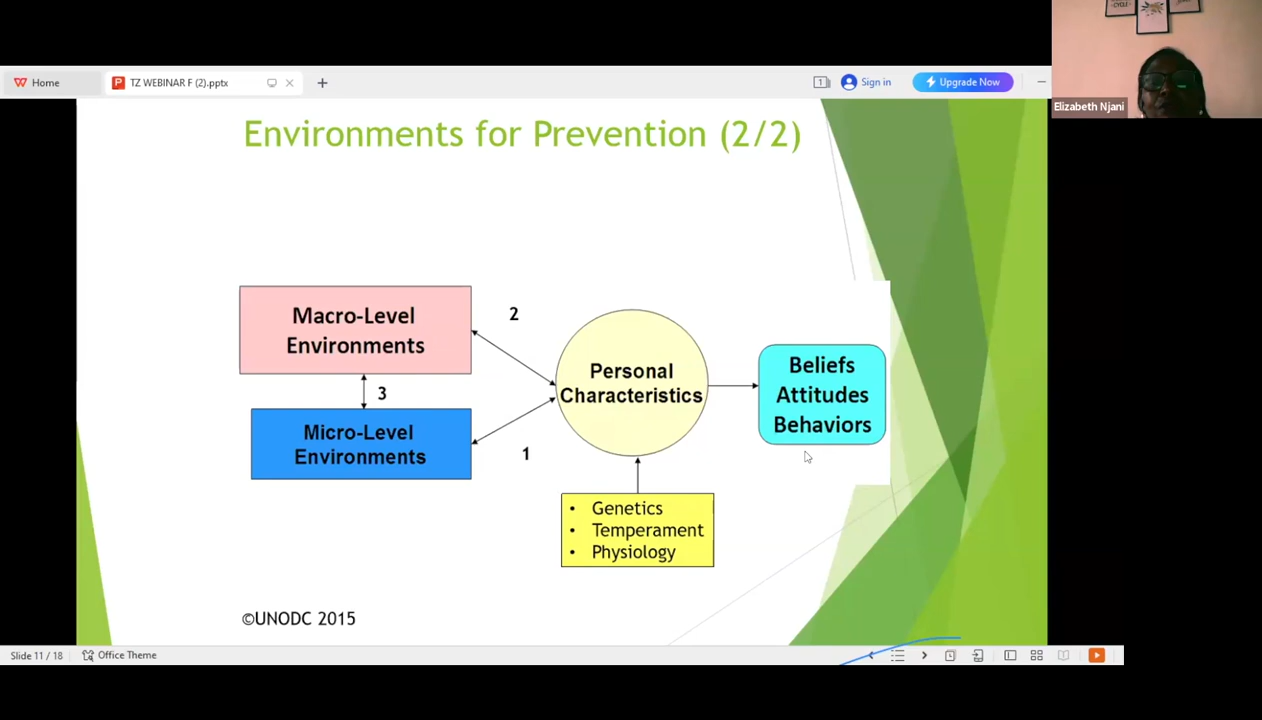 Home
TZ WEBINAR F (2).pptx
1
Sign in
Upgrade Now
Elizabeth Njani
Environments for Prevention (2/2)
Macro-Level
Environments
2
Personal
Characteristics
Beliefs
Attitudes
Behaviors
3
Micro-Level
Environments
1
• Genetics
• Temperament
• Physiology
©UNODC 2015
Slide 11 / 18
Office Theme